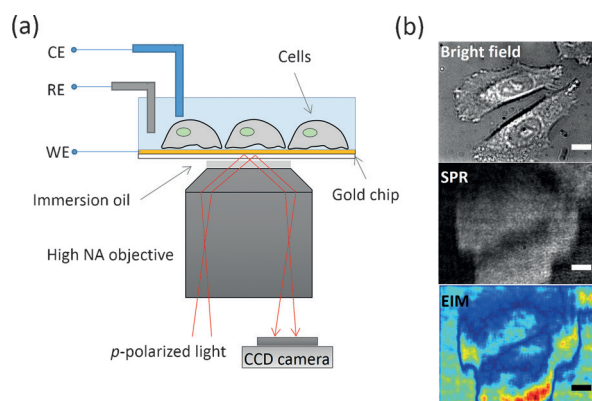 (a)
CE
RE
WE
Cells
Immersion oil
Gold chip
High NA objective
p-polarized light
CCD camera
(b)
Bright field
SPR
EIM